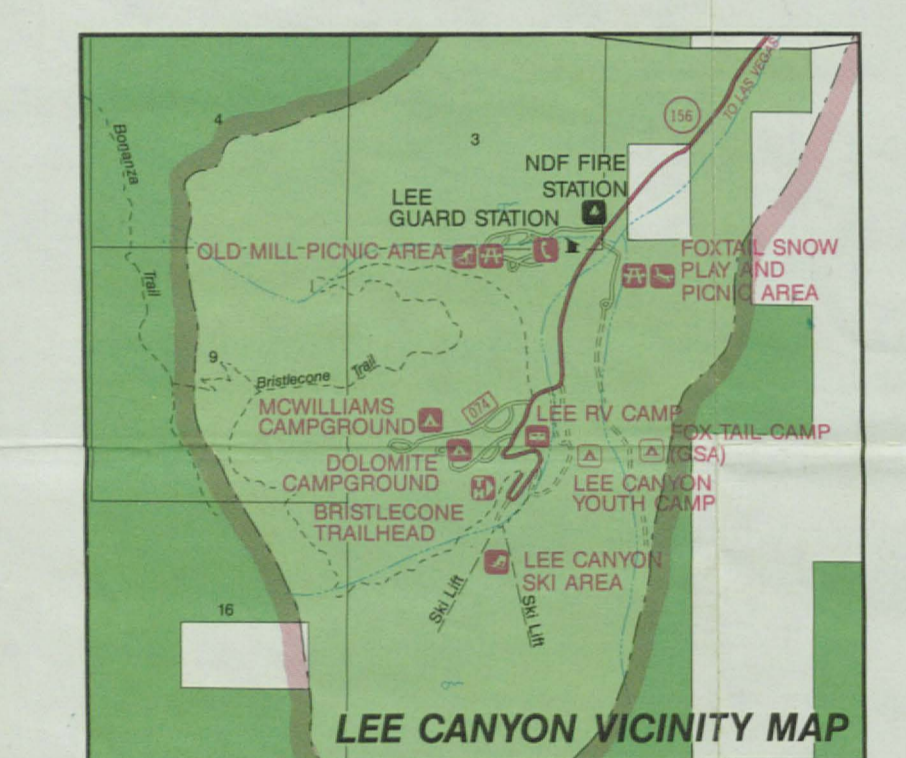 TO LAS VEGAS
156
4
3
Bonanza
Trail
NDF FIRE
STATION
LEE
GUARD STATION
OLD MILL PICNIC AREA
FOXTAIL SNOW
PLAY AND
PICNIC AREA
9
Bristlecone Trail
MCWILLIAMS
CAMPGROUND
074
LEE RV CAMP
FOX TAIL CAMP
(GSA)
DOLOMITE
CAMPGROUND
LEE CANYON
YOUTH CAMP
BRISTLECONE
TRAILHEAD
LEE CANYON
SKI AREA
Ski Lift
Ski Lift
16
LEE CANYON VICINITY MAP